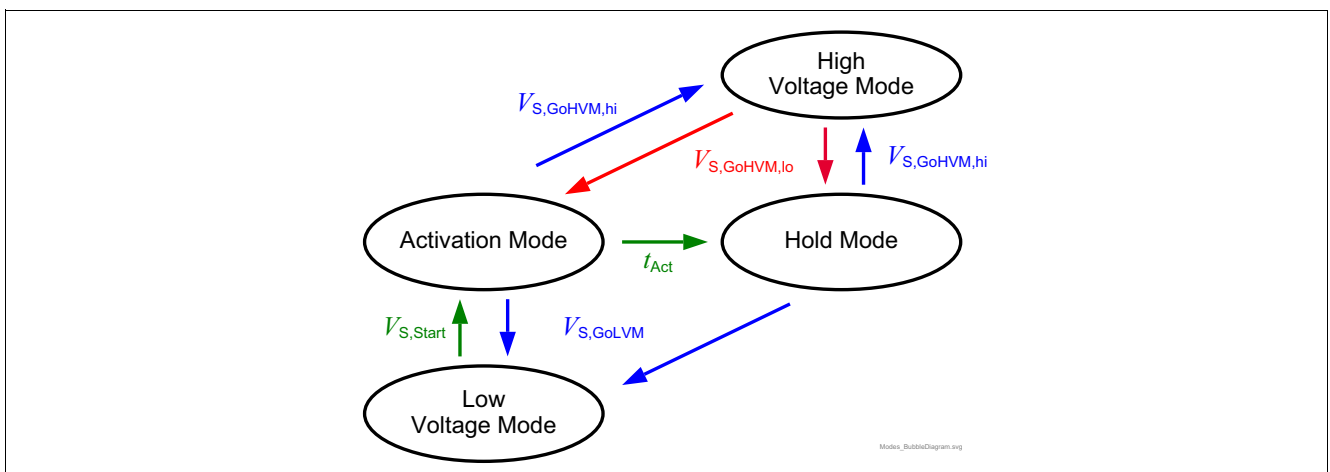 High
Voltage Mode
VS,GoHVM,hi
VS,GoHVM,lo
VS,GoHVM,hi
Activation Mode
Hold Mode
tAct
VS,Start
VS,GoLVM
Low
Voltage Mode
Modes_BubbleDiagram.svg